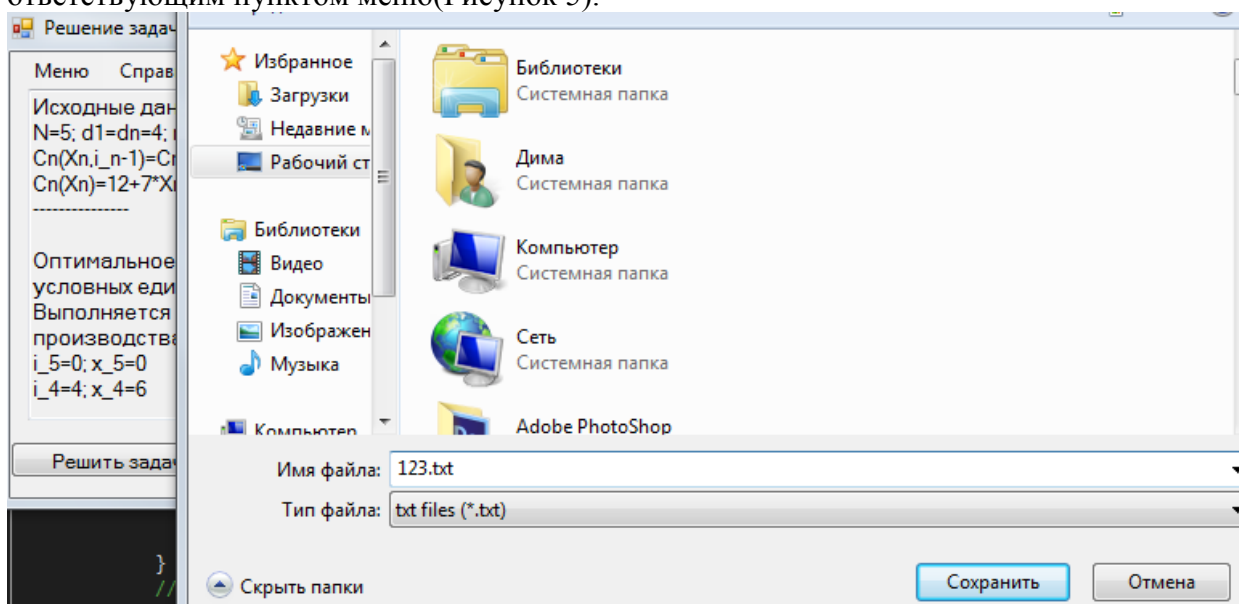 ответствующим пунктом меню(Рисунок 5).
Решение задач
Меню Справ
Исходные дан
N=5; d1=dn=4;
Cn(Xn,i_n-1)=Cn
Cn(Xn)=12+7*Xn
---------------
Оптимальное
условных еди
Выполняется
производства
i_5=0; x_5=0
i_4=4; x_4=6
Решить задач
}
//
Избранное
Загрузки
Недавние м
Рабочий ст
Библиотеки
Видео
Документы
Изображен
Музыка
Компьютер
Библиотеки
Системная папка
Дима
Системная папка
Компьютер
Системная папка
Сеть
Системная папка
Adobe PhotoShop
Имя файла: 123.txt
Тип файла: txt files (*.txt)
Скрыть папки
Сохранить Отмена